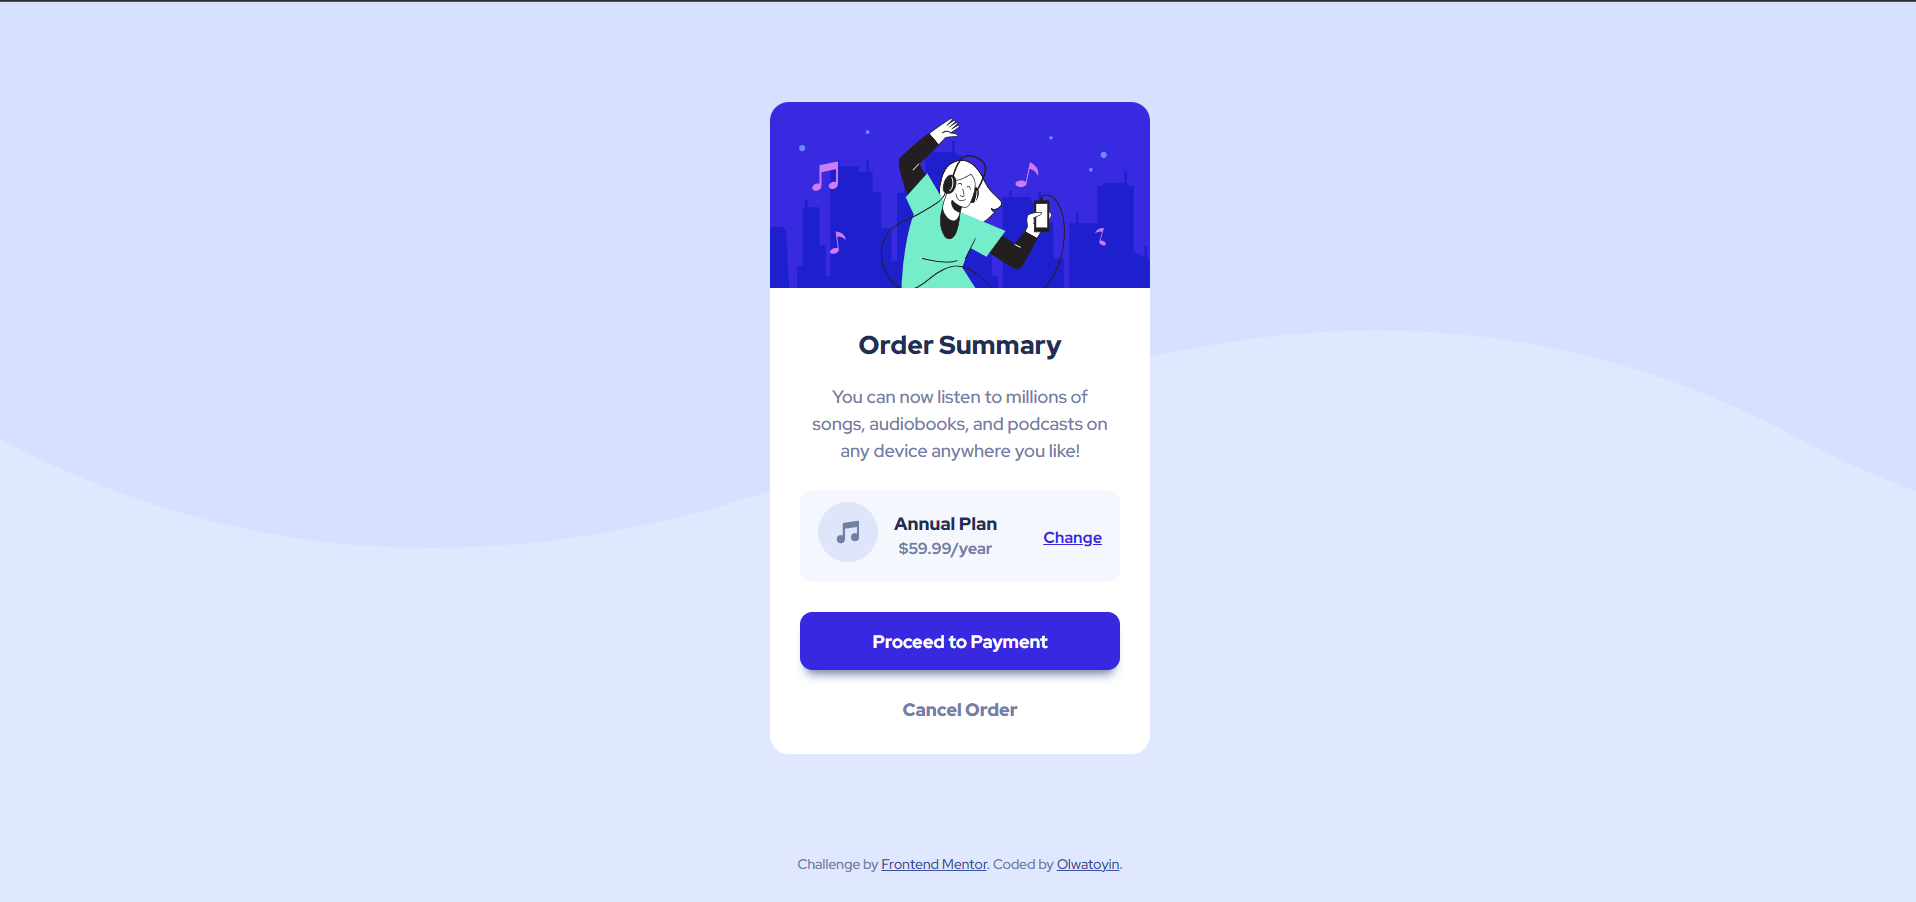 Order Summary
You can now listen to millions of
songs, audiobooks, and podcasts on
any device anywhere you like!
Annual Plan
$59.99/year
Change
Proceed to Payment
Cancel Order
Challenge by Frontend Mentor. Coded by Olwatoyin.